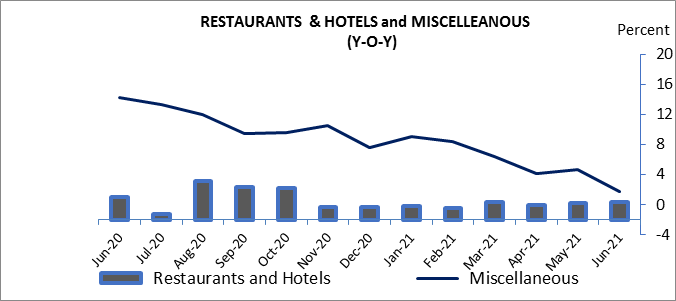 RESTAURANTS & HOTELS and MISCELLEANOUS
(Y-O-Y)
Percent
20
16
12
8
4
0
-4
Jun-20
Jul-20
Aug-20
Sep-20
Oct-20
Nov-20
Dec-20
Jan-21
Feb-21
Mar-21
Apr-21
May-21
Jun-21
Restaurants and Hotels
Miscellaneous